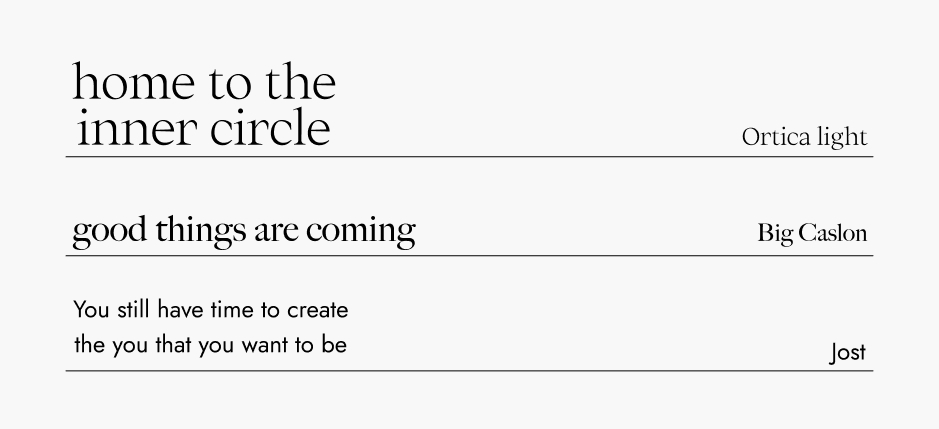 home to the
inner circle
Ortica light
good things are coming
Big Caslon
You still have time to create
the you that you want to be
Jost